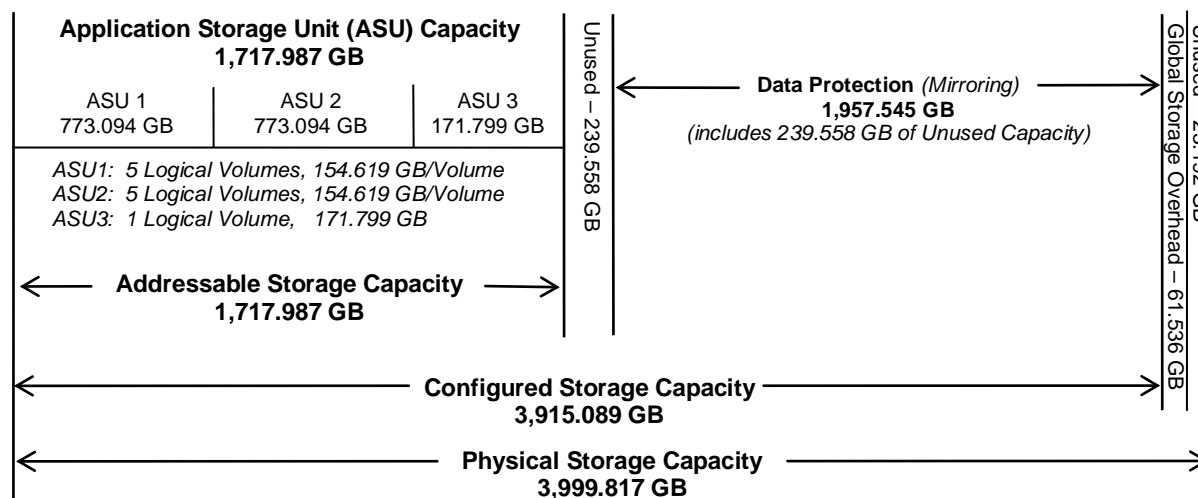 Application Storage Unit (ASU) Capacity
1,717.987 GB
ASU 1
773.094 GB
ASU 2
773.094 GB
ASU 3
171.799 GB
ASU1: 5 Logical Volumes, 154.619 GB/Volume
ASU2: 5 Logical Volumes, 154.619 GB/Volume
ASU3: 1 Logical Volume, 171.799 GB
Addressable Storage Capacity
1,717.987 GB
Unused – 239.558 GB
Data Protection (Mirroring)
1,957.545 GB
(includes 239.558 GB of Unused Capacity)
Global Storage Overhead – 61.536 GB
GB
Configured Storage Capacity
3,915.089 GB
Physical Storage Capacity
3,999.817 GB